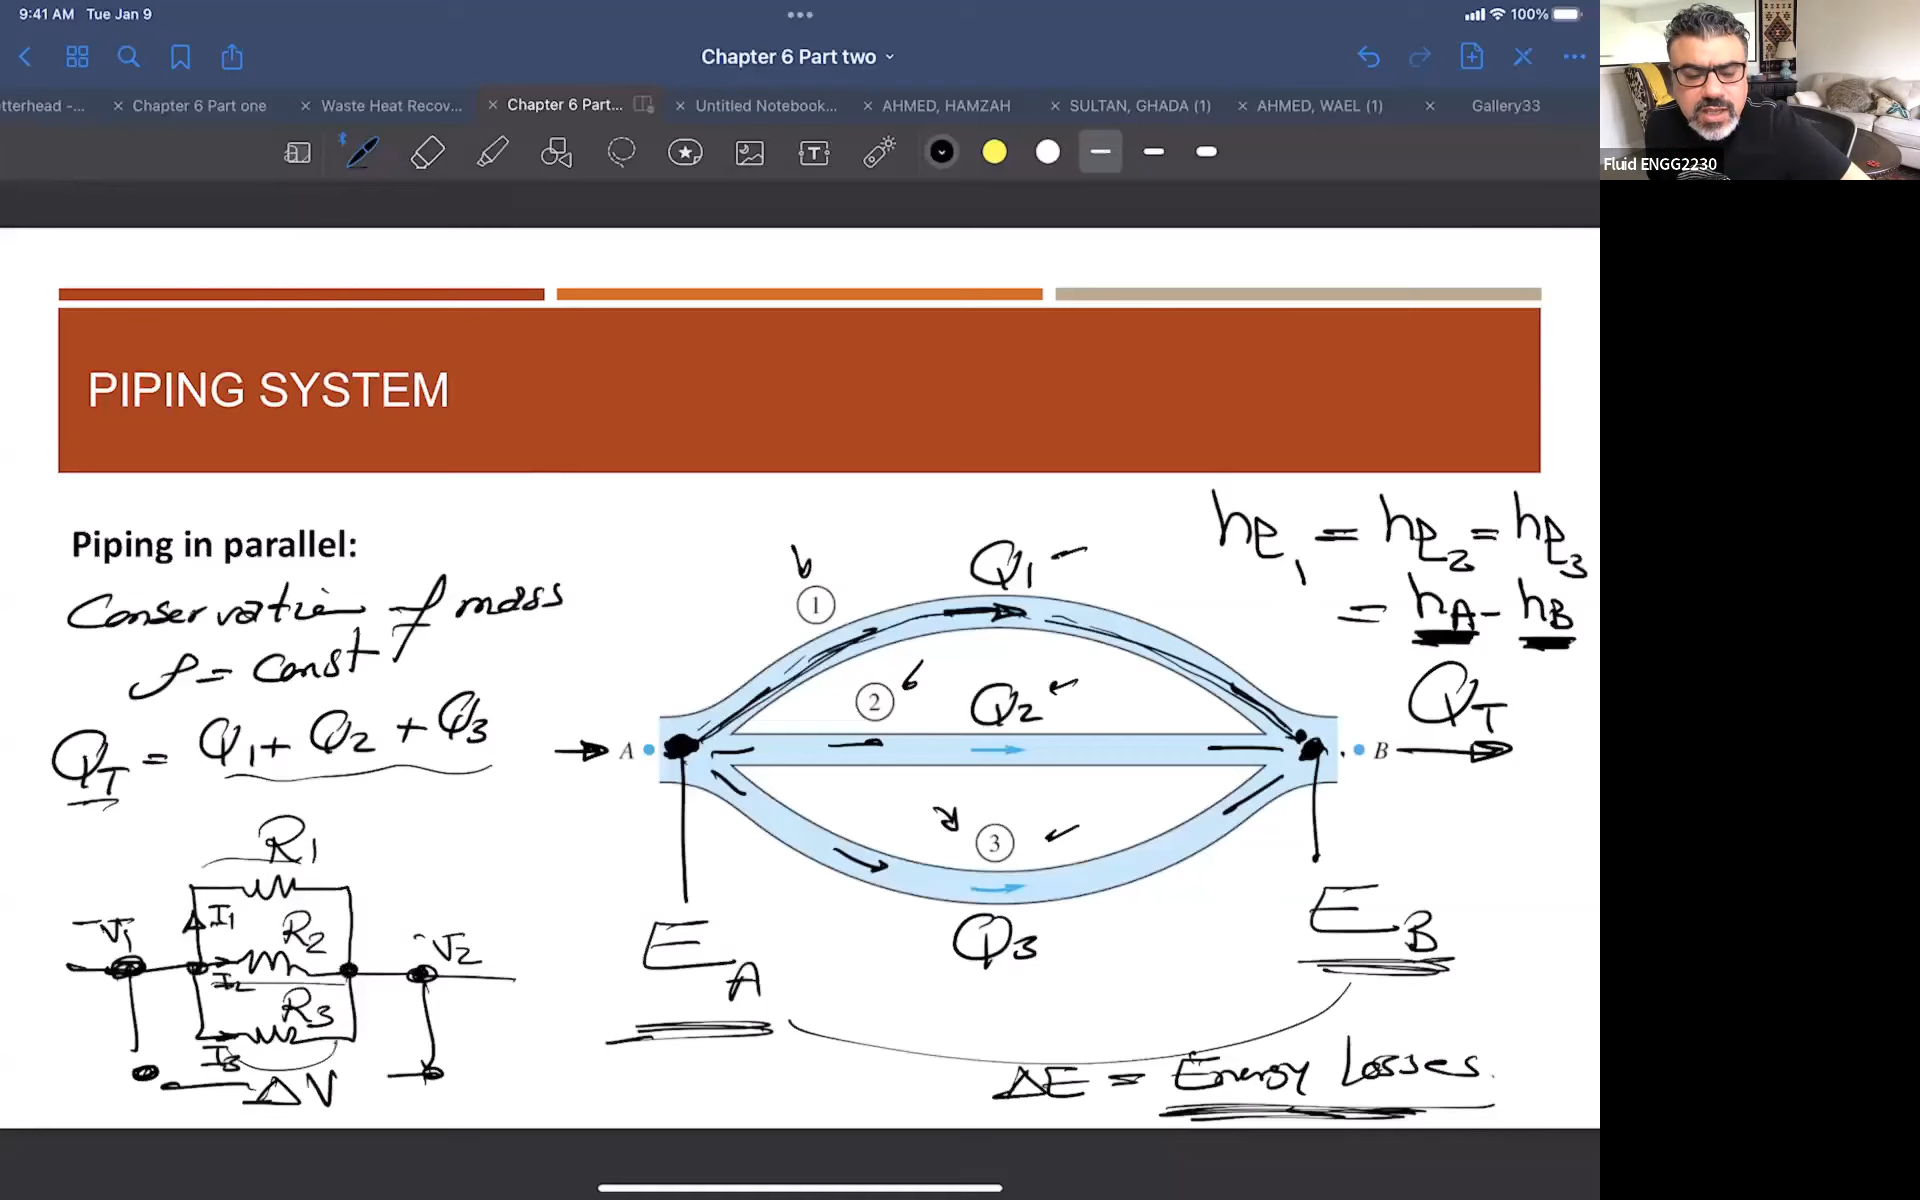 9:41 AM Tue Jan 9
100%
Chapter 6 Part two
etterhead -...
Chapter 6 Part one
Waste Heat Recov...
Chapter 6 Part...
Untitled Notebook...
AHMED, HAMZAH
SULTAN, GHADA (1)
AHMED, WAEL (1)
Gallery33
Fluid ENGG2230
PIPING SYSTEM
Piping in parallel:
Conservation of mass
ρ = const
QT = Q1 + Q2 + Q3
hL1 = hL2 = hL3
= hA - hB
QT
1
Q1
2
Q2
A
B
3
Q3
EA
EB
ΔE = Energy Losses.
R1
I1
R2
I2
R3
I3
V1
V2
ΔV